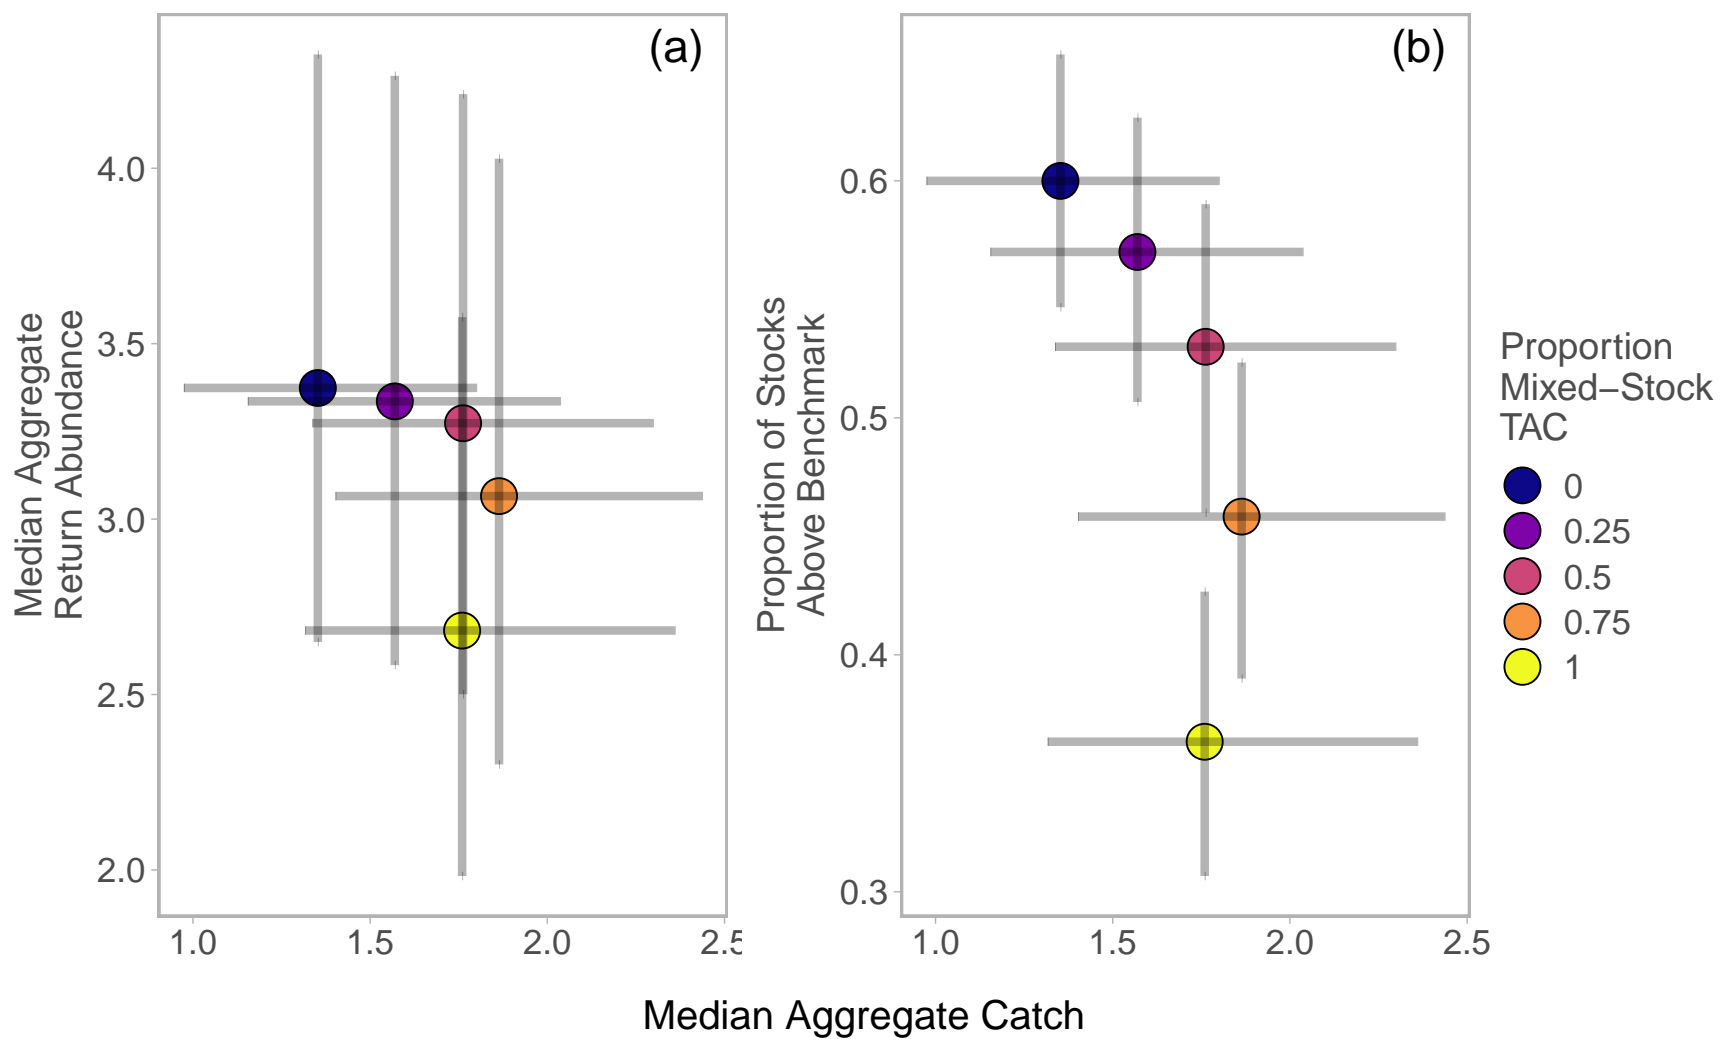 (a)
(b)
Median Aggregate
Return Abundance
4.0
3.5
3.0
2.5
2.0
1.0
1.5
2.0
2.5
Proportion of Stocks
Above Benchmark
0.6
0.5
0.4
0.3
1.0
1.5
2.0
2.5
Median Aggregate Catch
Proportion
Mixed−Stock
TAC
0
0.25
0.5
0.75
1